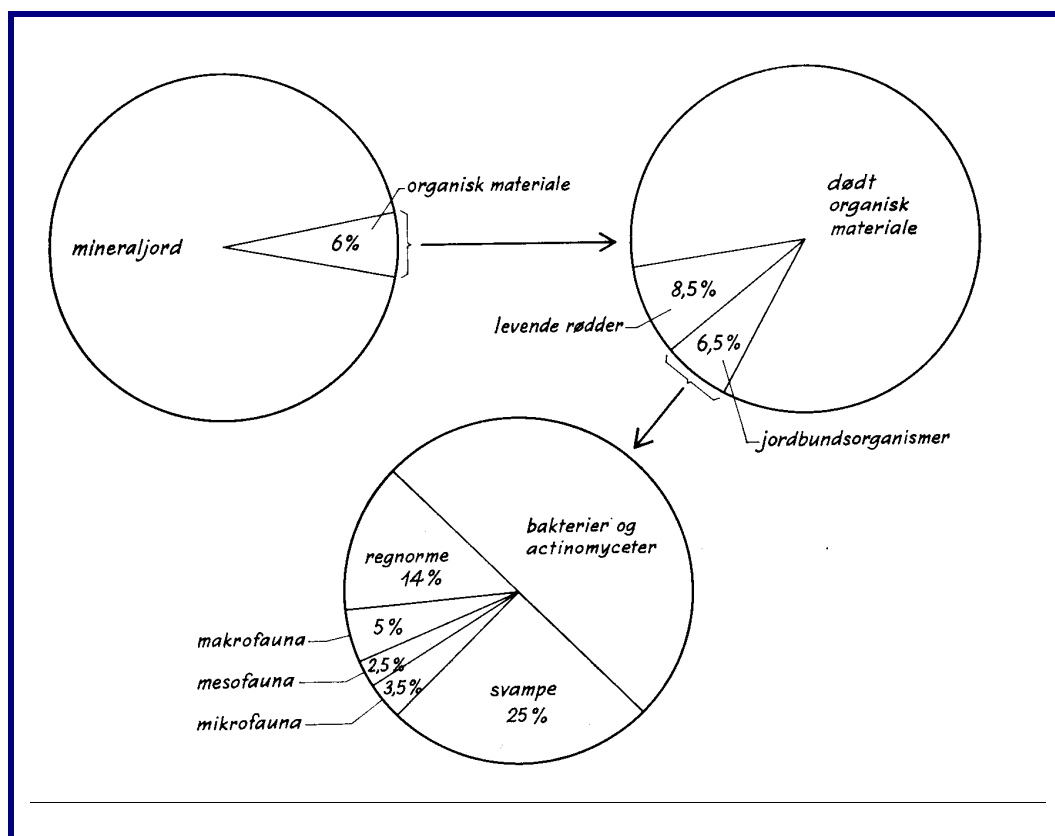 organisk materiale
6%
mineraljord
dødt
organisk
materiale
8,5%
levende rødder
6,5%
jordbundsorganismer
bakterier og
actinomyceter
regnorme
14%
makrofauna
5%
mesofauna
2,5%
mikrofauna
3,5%
svampe
25%